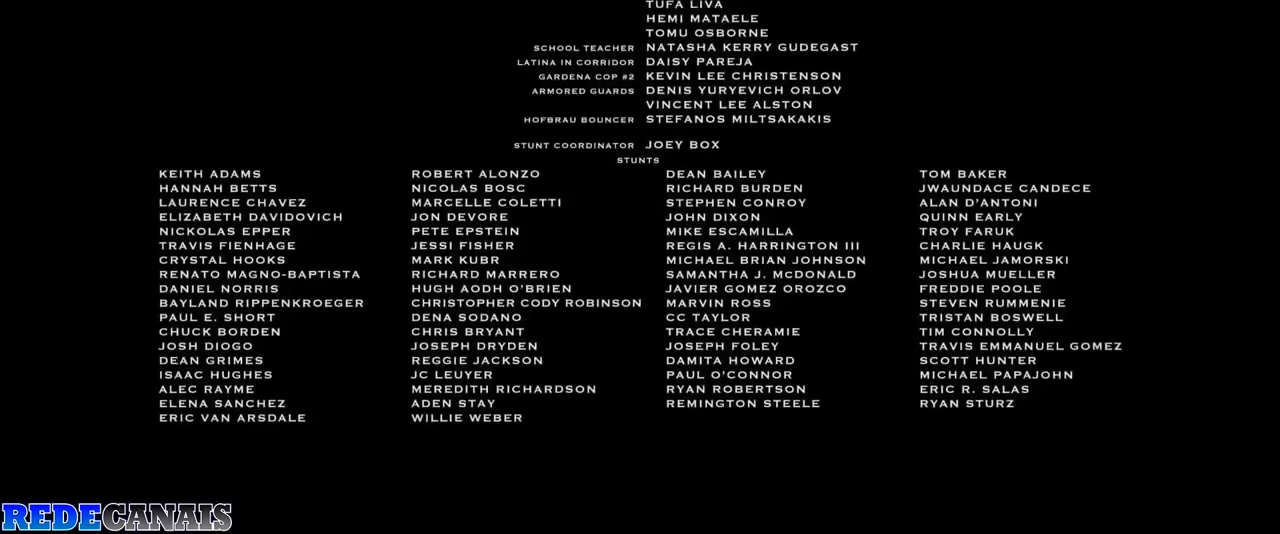 TUFA LIVA
HEMI MATAELE
TOMU OSBORNE
SCHOOL TEACHER NATASHA KERRY GUDEGAST
LATINA IN CORRIDOR DAISY PAREJA
GARDENA COP #2 KEVIN LEE CHRISTENSON
ARMORED GUARDS DENIS YURYEVICH ORLOV
VINCENT LEE ALSTON
HOFBRAU BOUNCER STEFANOS MILTSAKAKIS
STUNT COORDINATOR JOEY BOX
STUNTS
KEITH ADAMS ROBERT ALONZO DEAN BAILEY TOM BAKER
HANNAH BETTS NICOLAS BOSC RICHARD BURDEN JWAUNDACE CANDECE
LAURENCE CHAVEZ MARCELLE COLETTI STEPHEN CONROY ALAN D'ANTONI
ELIZABETH DAVIDOVICH JON DEVORE JOHN DIXON QUINN EARLY
NICKOLAS EPPER PETE EPSTEIN MIKE ESCAMILLA TROY FARUK
TRAVIS FIENHAGE JESSI FISHER REGIS A. HARRINGTON III CHARLIE HAUGK
CRYSTAL HOOKS MARK KUBR MICHAEL BRIAN JOHNSON MICHAEL JAMORSKI
RENATO MAGNO-BAPTISTA RICHARD MARRERO SAMANTHA J. McDONALD JOSHUA MUELLER
DANIEL NORRIS HUGH AODH O'BRIEN JAVIER GOMEZ OROZCO FREDDIE POOLE
BAYLAND RIPPENKROEGER CHRISTOPHER CODY ROBINSON MARVIN ROSS STEVEN RUMMENIE
PAUL E. SHORT DENA SODANO CC TAYLOR TRISTAN BOSWELL
CHUCK BORDEN CHRIS BRYANT TRACE CHERAMIE TIM CONNOLLY
JOSH DIOGO JOSEPH DRYDEN JOSEPH FOLEY TRAVIS EMMANUEL GOMEZ
DEAN GRIMES REGGIE JACKSON DAMITA HOWARD SCOTT HUNTER
ISAAC HUGHES JC LEUYER PAUL O'CONNOR MICHAEL PAPAJOHN
ALEC RAYME MEREDITH RICHARDSON RYAN ROBERTSON ERIC R. SALAS
ELENA SANCHEZ ADEN STAY REMINGTON STEELE RYAN STURZ
ERIC VAN ARSDALE WILLIE WEBER
REDECANAIS